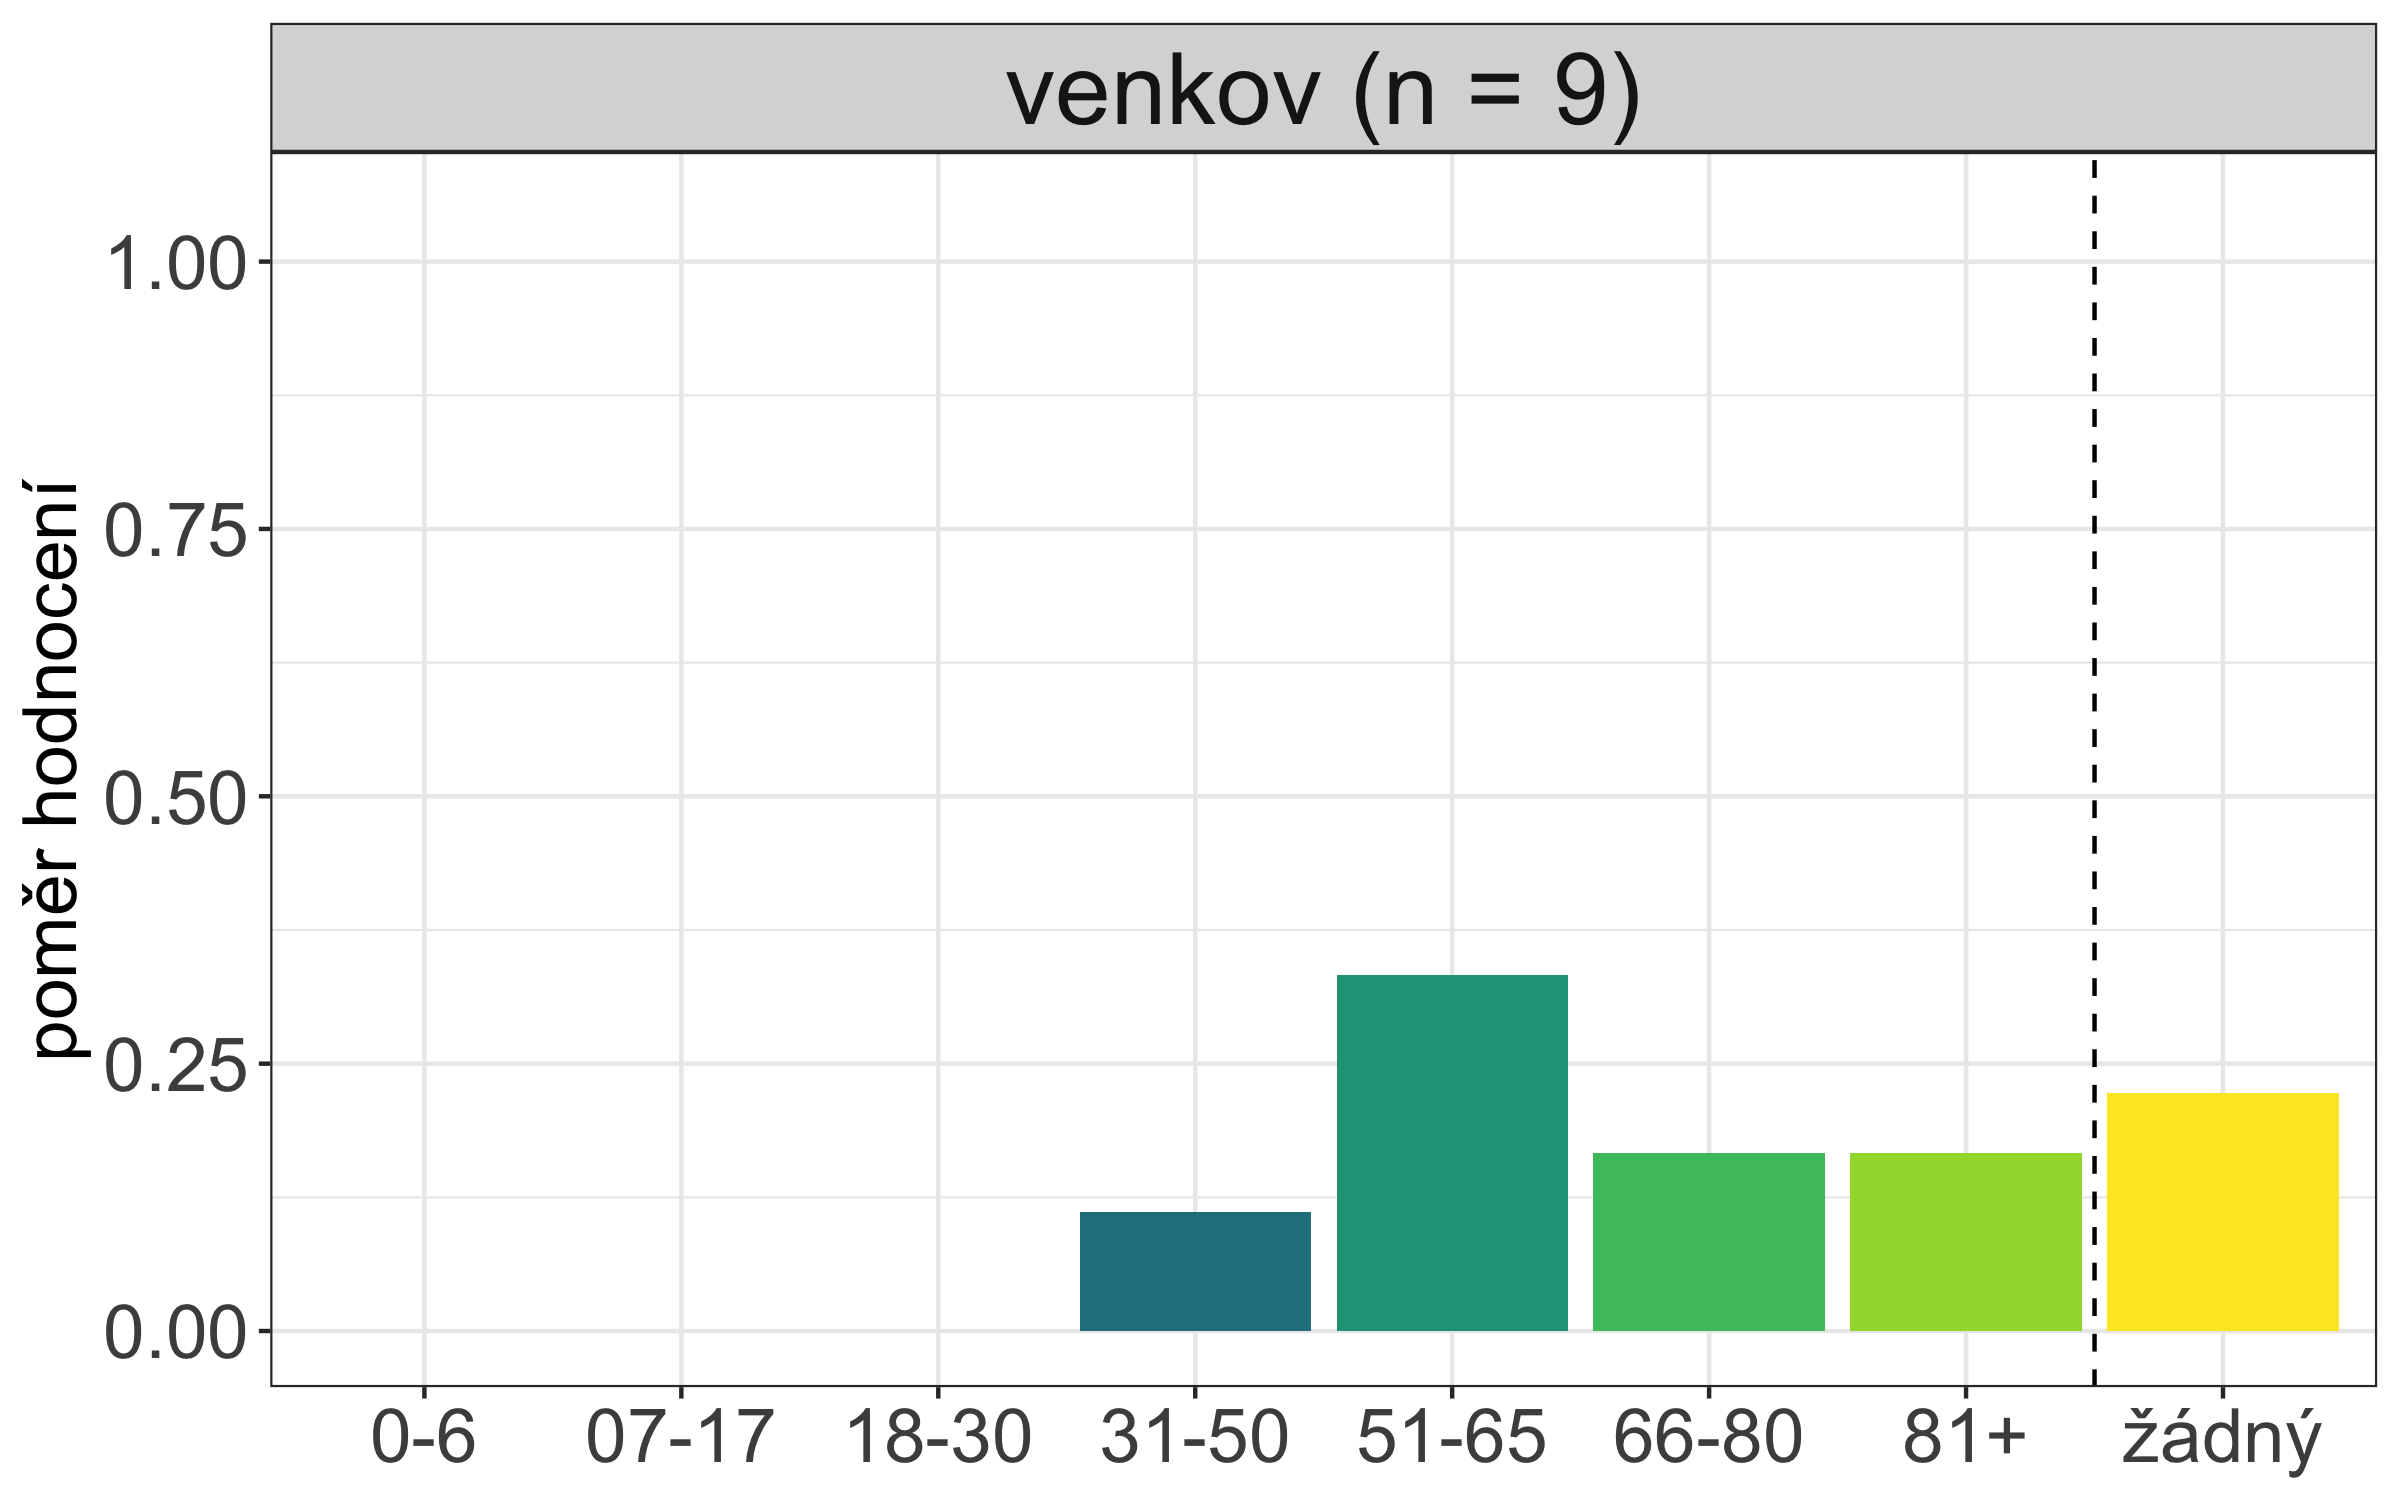 venkov (n = 9)
poměr hodnocení
1.00
0.75
0.50
0.25
0.00
0-6 07-17 18-30 31-50 51-65 66-80 81+ žádný